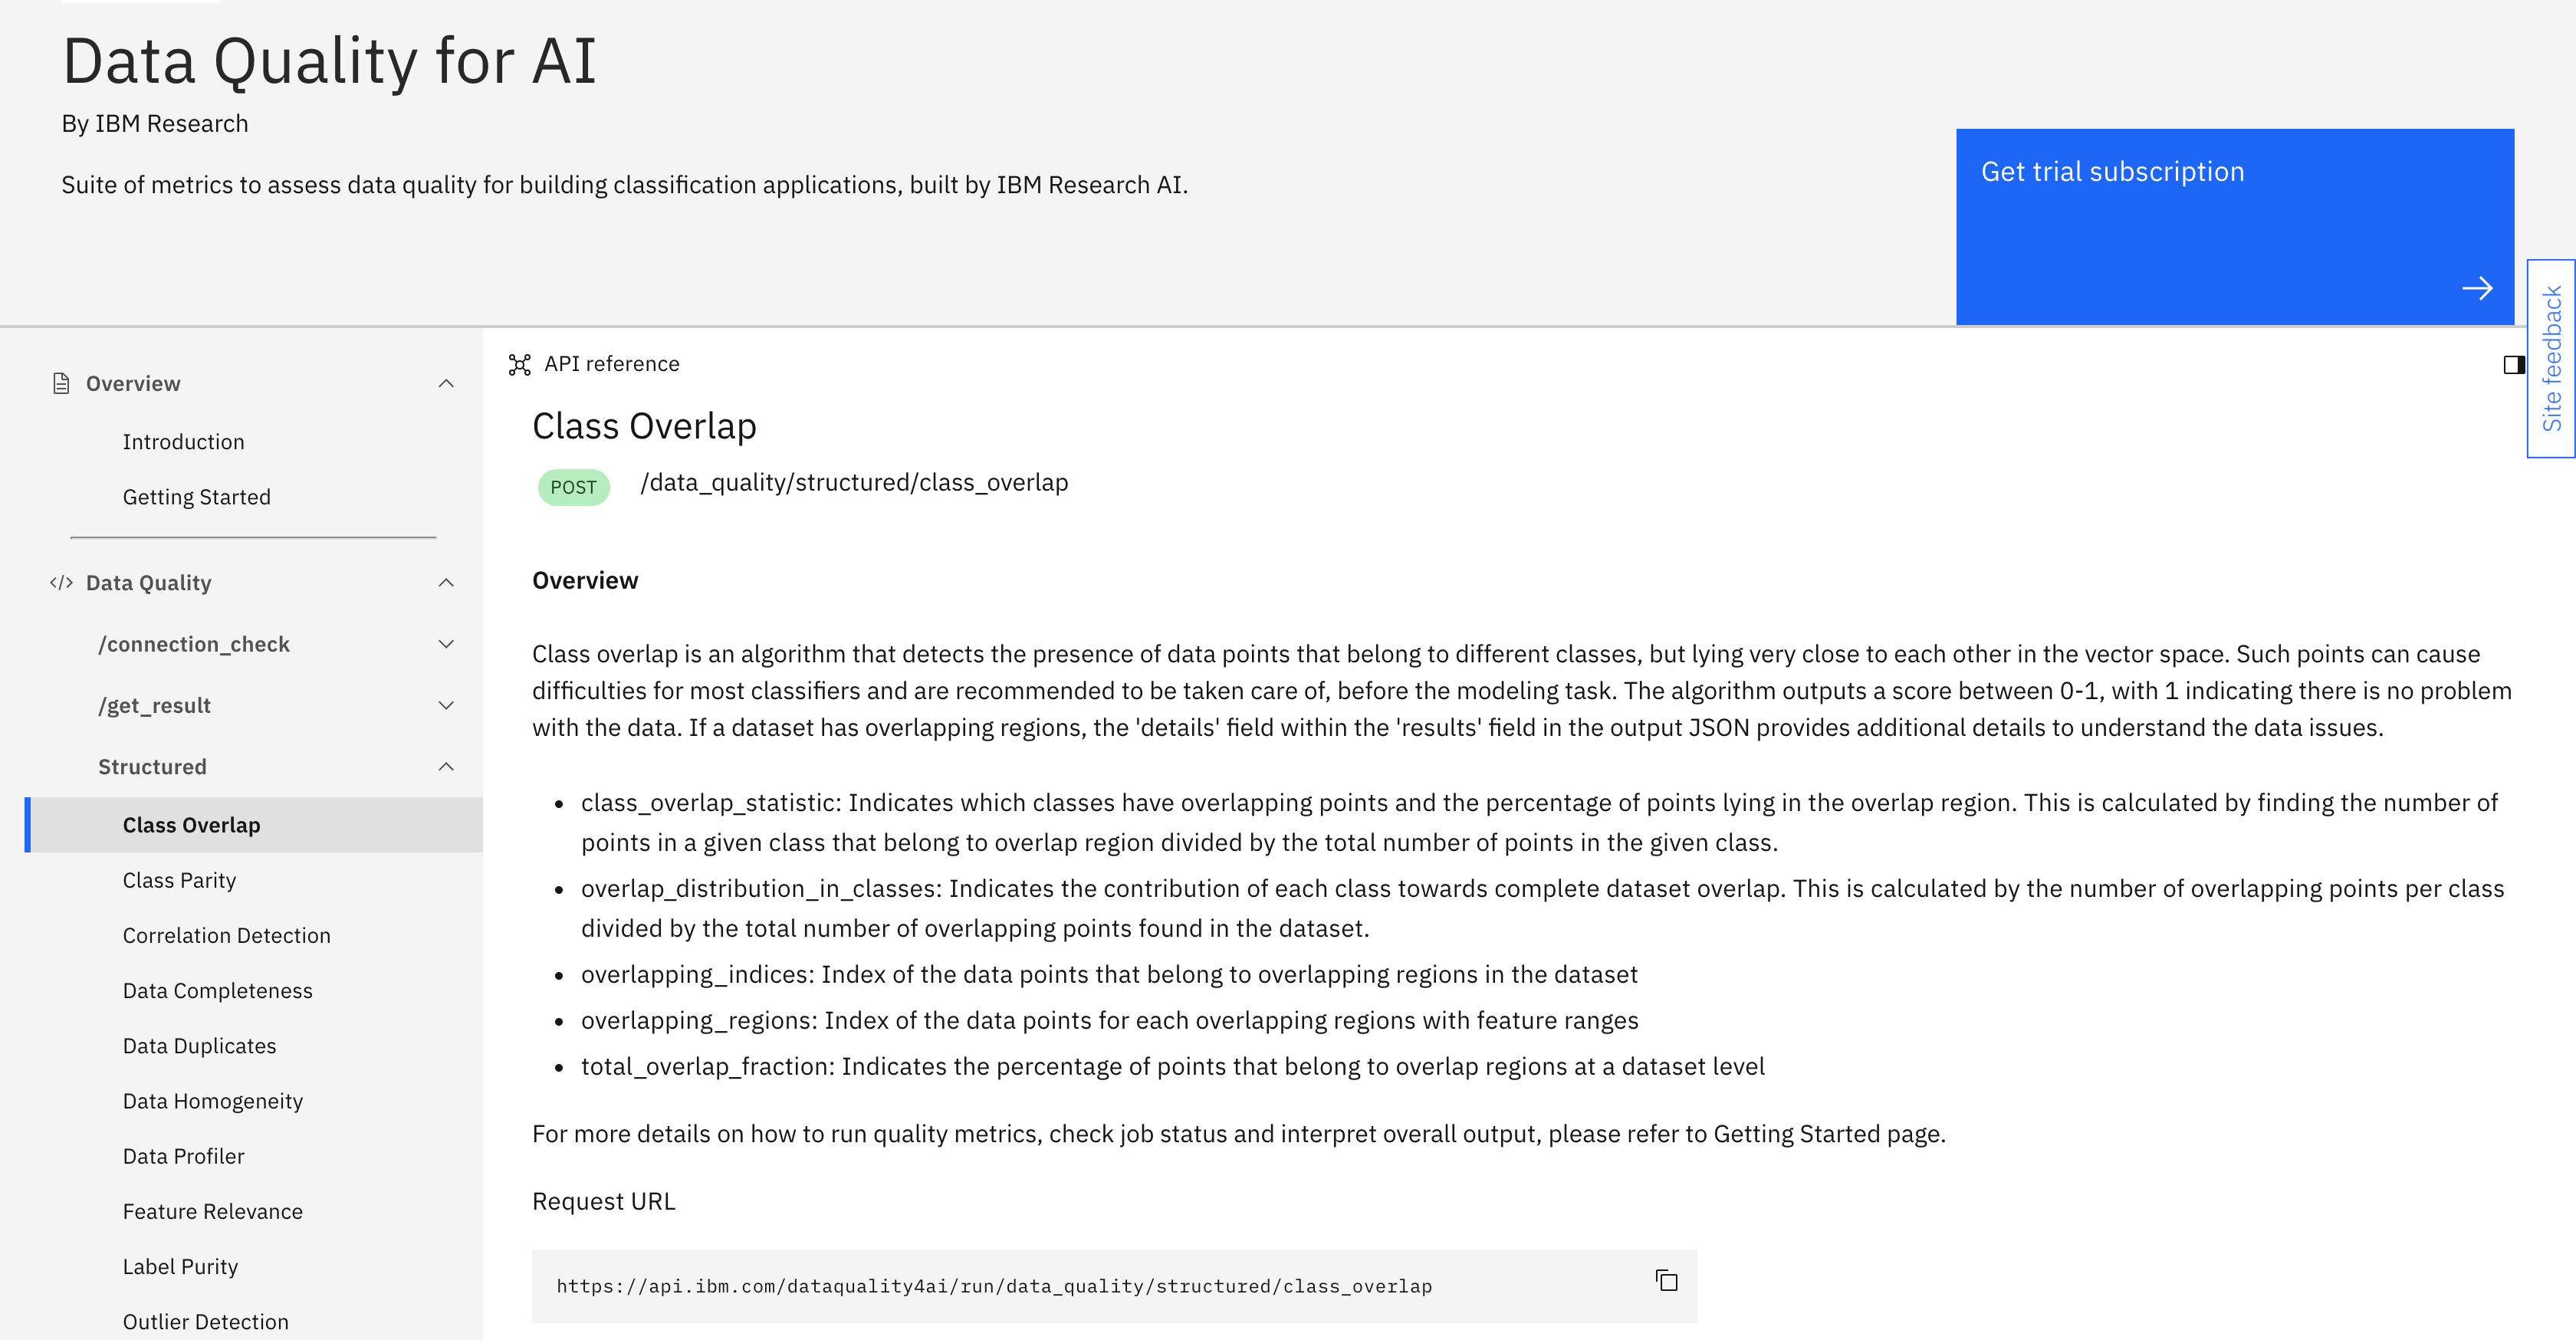 Data Quality for AI
By IBM Research
Suite of metrics to assess data quality for building classification applications, built by IBM Research AI.
Get trial subscription
Site feedback
Overview
Introduction
Getting Started
</> Data Quality
/connection_check
/get_result
Structured
Class Overlap
Class Parity
Correlation Detection
Data Completeness
Data Duplicates
Data Homogeneity
Data Profiler
Feature Relevance
Label Purity
Outlier Detection
API reference
Class Overlap
POST /data_quality/structured/class_overlap
Overview
Class overlap is an algorithm that detects the presence of data points that belong to different classes, but lying very close to each other in the vector space. Such points can cause
difficulties for most classifiers and are recommended to be taken care of, before the modeling task. The algorithm outputs a score between 0-1, with 1 indicating there is no problem
with the data. If a dataset has overlapping regions, the 'details' field within the 'results' field in the output JSON provides additional details to understand the data issues.
• class_overlap_statistic: Indicates which classes have overlapping points and the percentage of points lying in the overlap region. This is calculated by finding the number of
points in a given class that belong to overlap region divided by the total number of points in the given class.
• overlap_distribution_in_classes: Indicates the contribution of each class towards complete dataset overlap. This is calculated by the number of overlapping points per class
divided by the total number of overlapping points found in the dataset.
• overlapping_indices: Index of the data points that belong to overlapping regions in the dataset
• overlapping_regions: Index of the data points for each overlapping regions with feature ranges
• total_overlap_fraction: Indicates the percentage of points that belong to overlap regions at a dataset level
For more details on how to run quality metrics, check job status and interpret overall output, please refer to Getting Started page.
Request URL
https://api.ibm.com/dataquality4ai/run/data_quality/structured/class_overlap